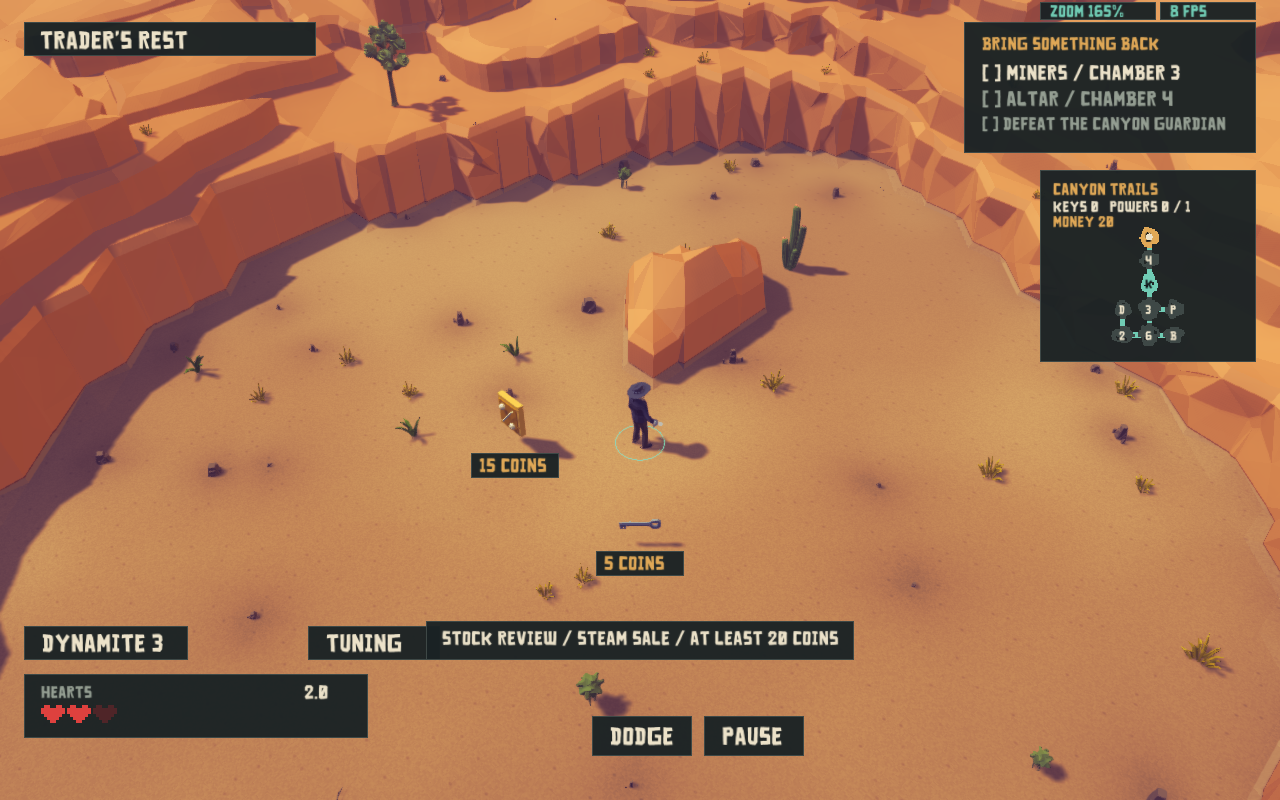 TRADER'S REST
ZOOM 165%
8 FPS
BRING SOMETHING BACK
[ ] MINERS / CHAMBER 3
[ ] ALTAR / CHAMBER 4
[ ] DEFEAT THE CANYON GUARDIAN
CANYON TRAILS
KEYS 0 POWERS 0 / 1
MONEY 20
4
D 3 P
2 6 B
15 COINS
5 COINS
DYNAMITE 3
TUNING
STOCK REVIEW / STEAM SALE / AT LEAST 20 COINS
HEARTS 2.0
DODGE
PAUSE